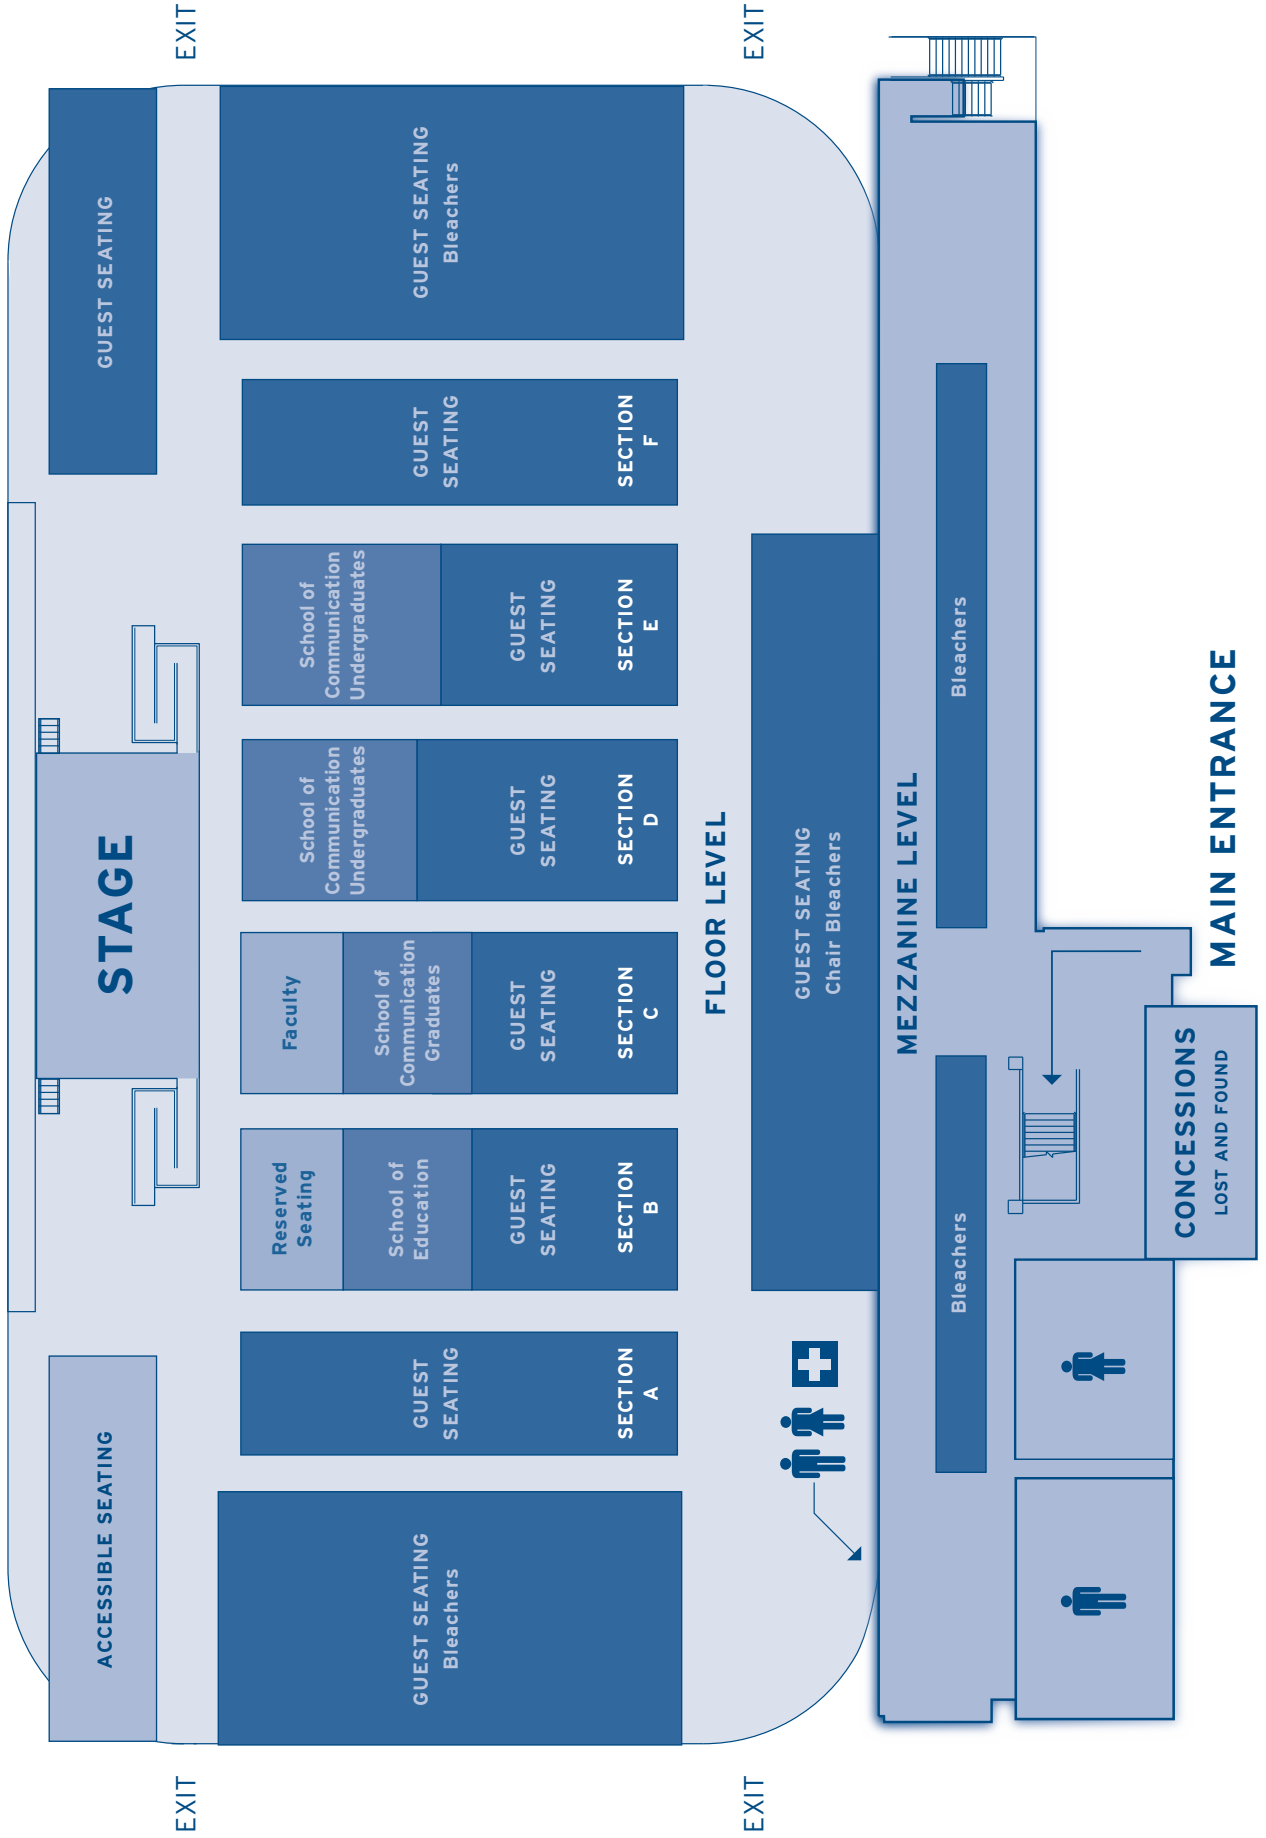 ACCESSIBLE SEATING
STAGE
GUEST SEATING
EXIT
EXIT
GUEST SEATING
Bleachers
GUEST
SEATING
SECTION
A
Reserved
Seating
School of
Education
GUEST
SEATING
SECTION
B
Faculty
School of
Communication
Graduates
GUEST
SEATING
SECTION
C
School of
Communication
Undergraduates
GUEST
SEATING
SECTION
D
School of
Communication
Undergraduates
GUEST
SEATING
SECTION
E
GUEST
SEATING
SECTION
F
GUEST SEATING
Bleachers
FLOOR LEVEL
EXIT
EXIT
GUEST SEATING
Chair Bleachers
MEZZANINE LEVEL
Bleachers
Bleachers
CONCESSIONS
LOST AND FOUND
MAIN ENTRANCE